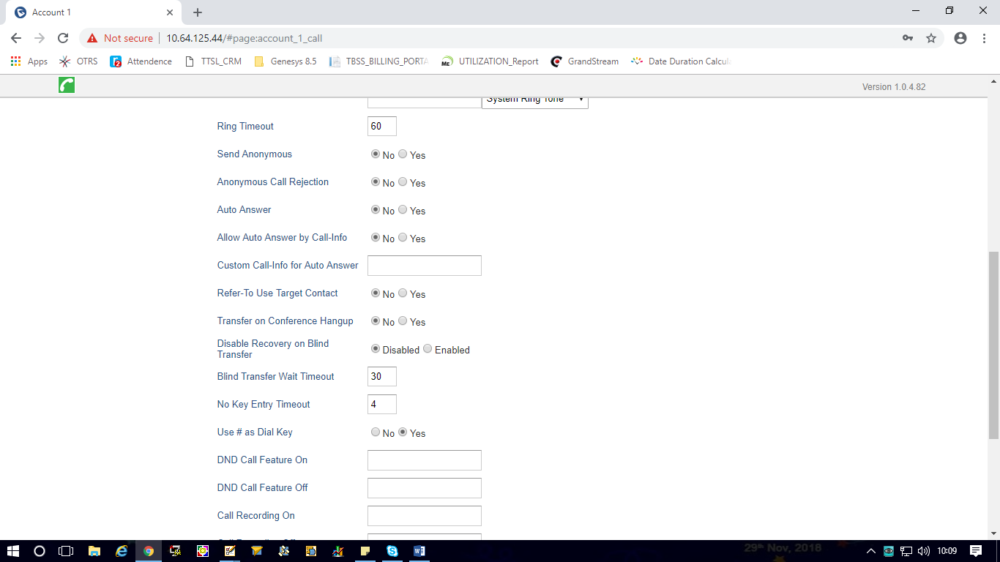 Account 1
Not secure 10.64.125.44/#page:account_1_call
Apps OTRS Attendence TTSL_CRM Genesys 8.5 TBSS_BILLING_PORTA UTILIZATION_Report GrandStream Date Duration Calcul
Version 1.0.4.82
System Ring Tone
Ring Timeout 60
Send Anonymous No Yes
Anonymous Call Rejection No Yes
Auto Answer No Yes
Allow Auto Answer by Call-Info No Yes
Custom Call-Info for Auto Answer
Refer-To Use Target Contact No Yes
Transfer on Conference Hangup No Yes
Disable Recovery on Blind
Transfer Disabled Enabled
Blind Transfer Wait Timeout 30
No Key Entry Timeout 4
Use # as Dial Key No Yes
DND Call Feature On
DND Call Feature Off
Call Recording On
29th Nov, 2018
10:09